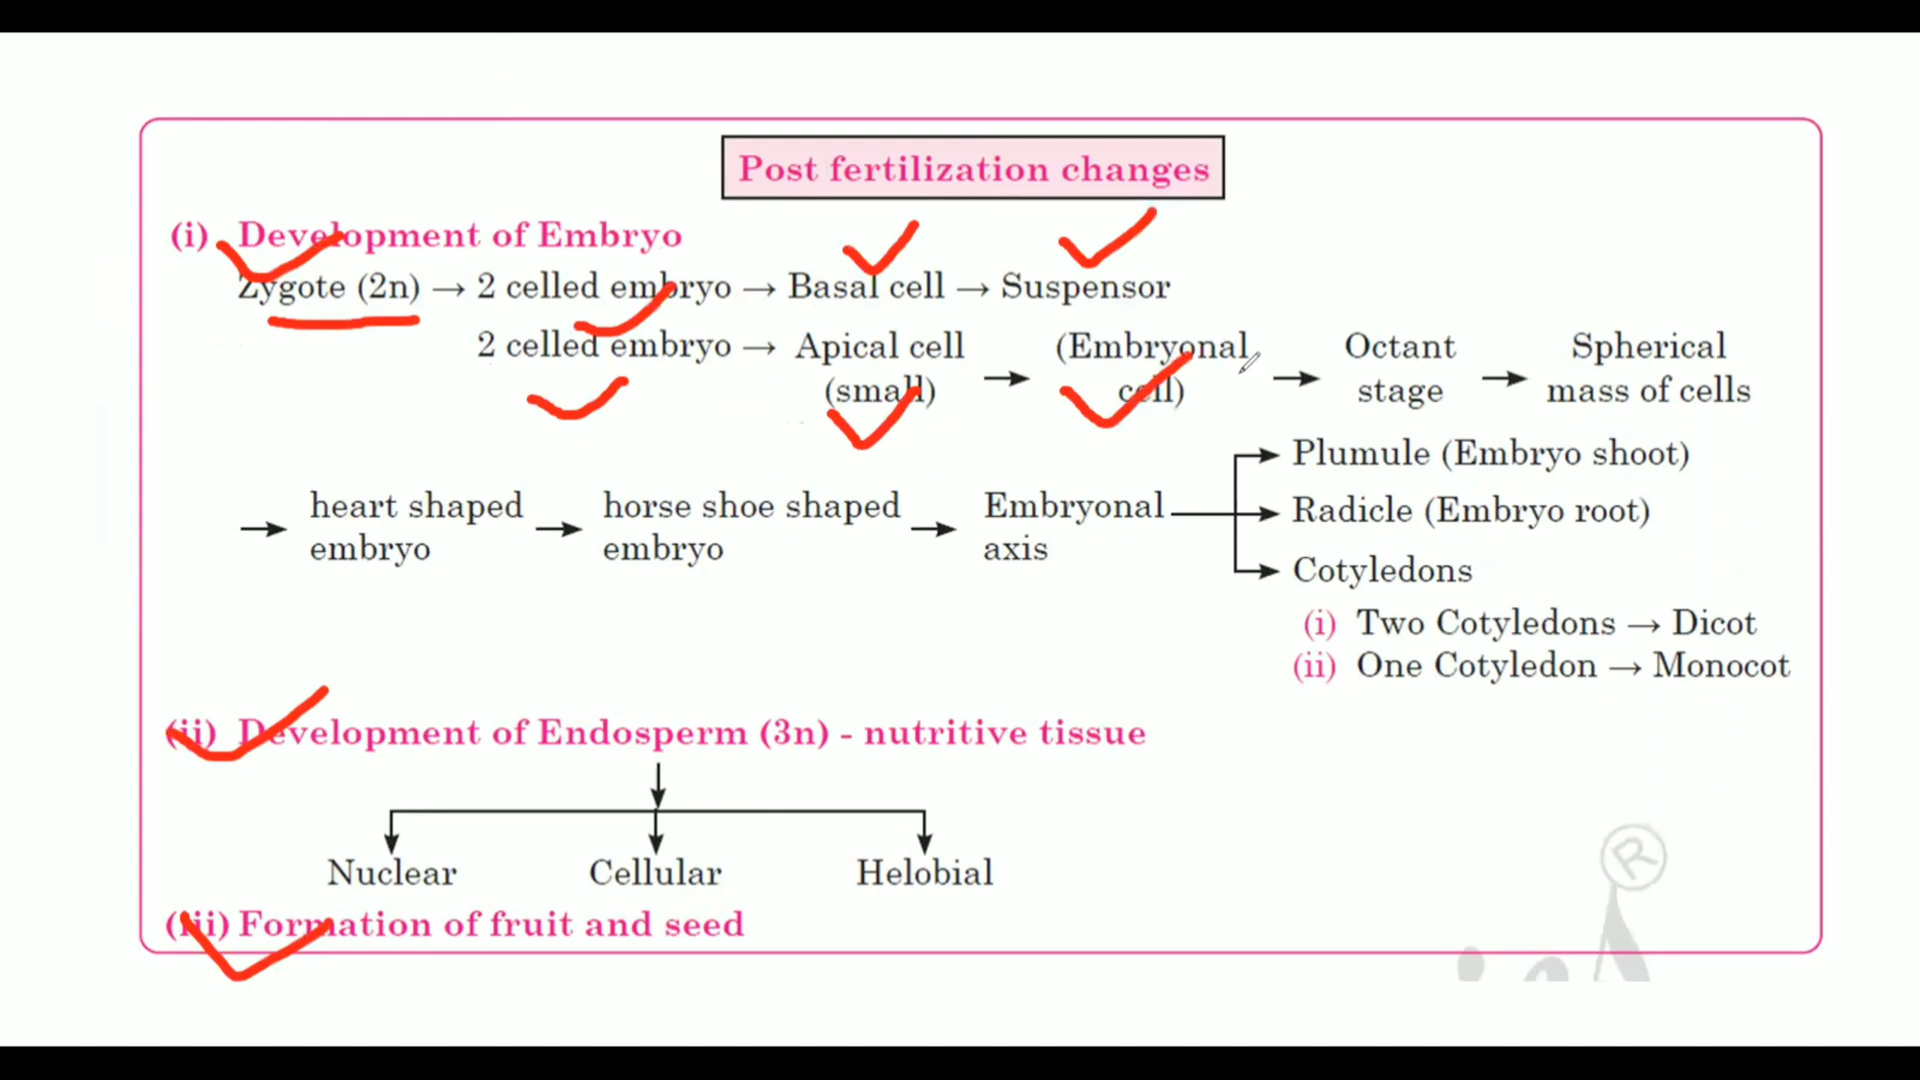 Post fertilization changes
(i) Development of Embryo
Zygote (2n) → 2 celled embryo → Basal cell → Suspensor
2 celled embryo → Apical cell (small) → (Embryonal cell) → Octant stage → Spherical mass of cells
→ heart shaped embryo → horse shoe shaped embryo → Embryonal axis
Plumule (Embryo shoot)
Radicle (Embryo root)
Cotyledons
(i) Two Cotyledons → Dicot
(ii) One Cotyledon → Monocot
(ii) Development of Endosperm (3n) - nutritive tissue
Nuclear Cellular Helobial
(iii) Formation of fruit and seed
R